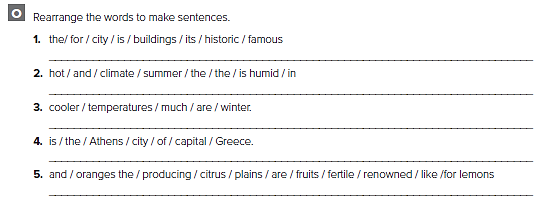 O Rearrange the words to make sentences.
1. the/ for / city / is / buildings / its / historic / famous
2. hot / and / climate / summer / the / the / is humid / in
3. cooler / temperatures / much / are / winter.
4. is / the / Athens / city / of / capital / Greece.
5. and / oranges the / producing / citrus / plains / are / fruits / fertile / renowned / like /for lemons